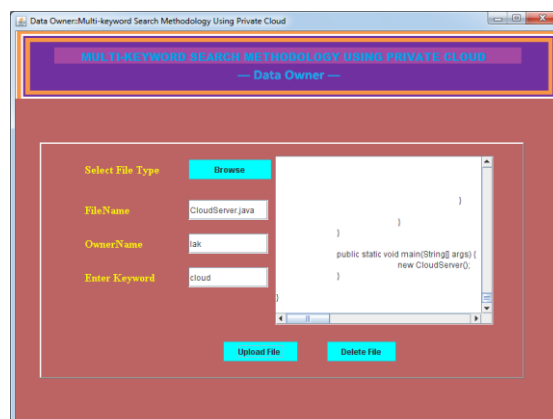 Data Owner::Multi-keyword Search Methodology Using Private Cloud
MULTI-KEYWORD SEARCH METHODOLOGY USING PRIVATE CLOUD
--- Data Owner ---
Select File Type
Browse
FileName
CloudServer.java
OwnerName
lak
Enter Keyword
cloud
}
}
}
public static void main(String[] args) {
new CloudServer();
}
}
Upload File
Delete File